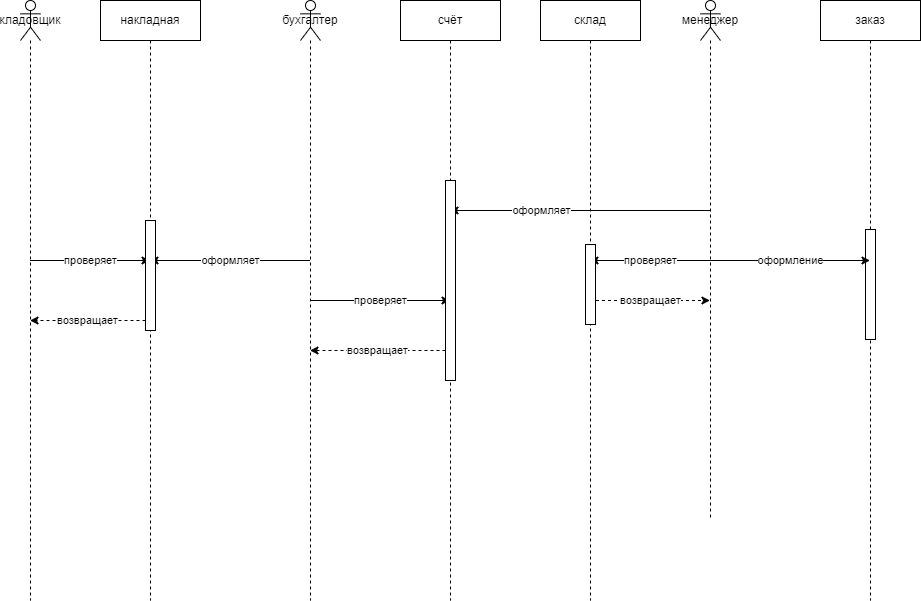 кладовщик
накладная
бухгалтер
счёт
склад
менеджер
заказ
оформляет
проверяет
оформляет
проверяет
оформление
проверяет
возвращает
возвращает
возвращает